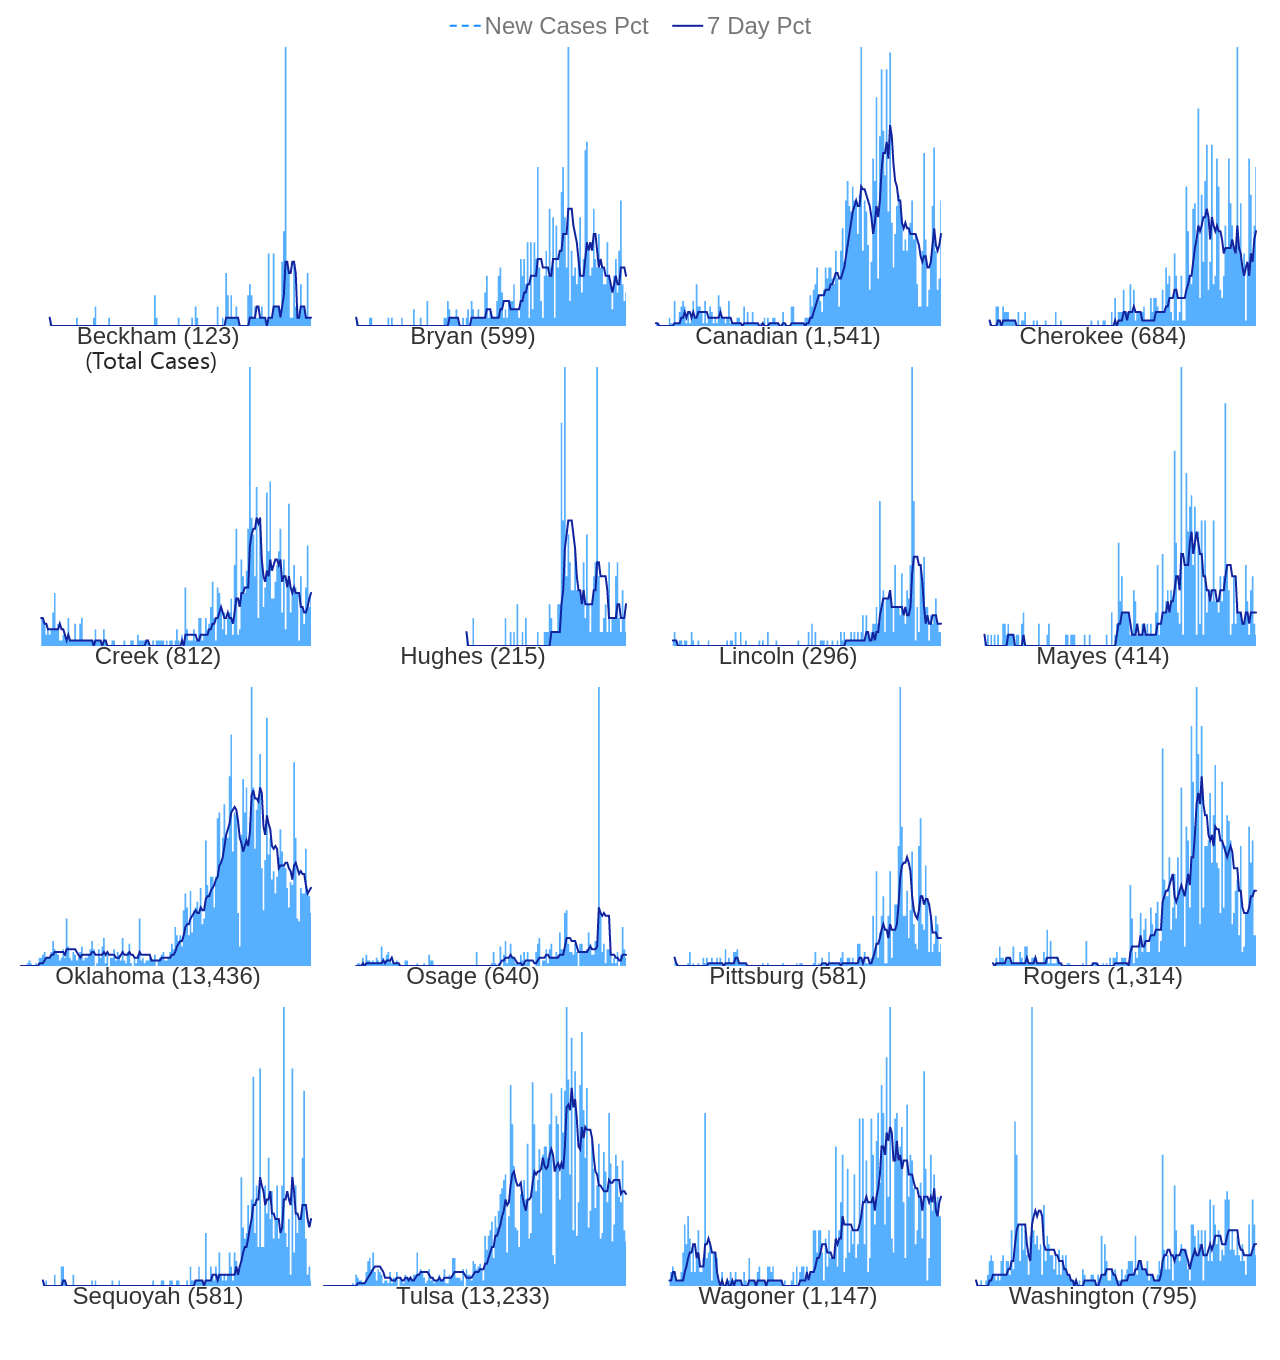 New Cases Pct 7 Day Pct
Beckham (123) Bryan (599) Canadian (1,541) Cherokee (684)
(Total Cases)
Creek (812) Hughes (215) Lincoln (296) Mayes (414)
Oklahoma (13,436) Osage (640) Pittsburg (581) Rogers (1,314)
Sequoyah (581) Tulsa (13,233) Wagoner (1,147) Washington (795)